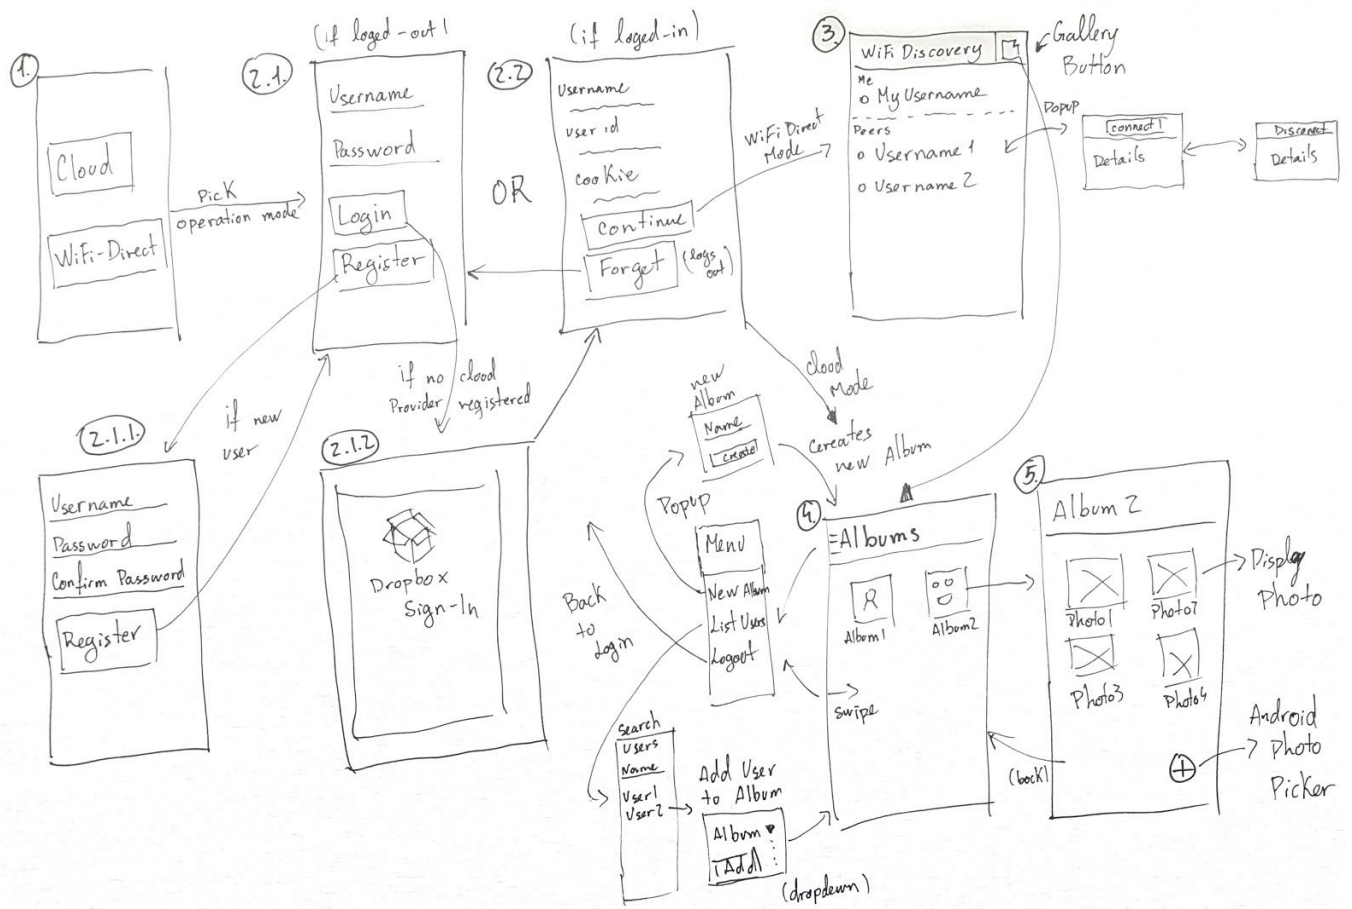 1.
Cloud
WiFi-Direct
Pick
operation mode
(if loged-out)
2.1.
Username
Password
Login
Register
OR
(if loged-in)
2.2
Username
user id
cookie
Continue
Forget
(logs
out)
WiFi Direct
Mode
3.
WiFi Discovery
Me
My Username
Peers
Username 1
Username 2
Gallery
Button
Popup
connect
Details
Disconect
Details
if new
user
if no cloud
Provider registered
Cloud
Mode
Cereates
new Album
2.1.1.
Username
Password
Confirm Password
Register
2.1.2
Dropbox
Sign-In
new
Album
Name
create
Popup
Menu
New Album
List Users
Logout
Back
to
Login
4.
Albums
Album1
Album2
swipe
5.
Album 2
Photo1
Photo2
Photo3
Photo4
Display
Photo
Android
photo
Picker
(back)
search
Users
Name
User1
User2
Add User
to Album
Album
Add
(dropdown)